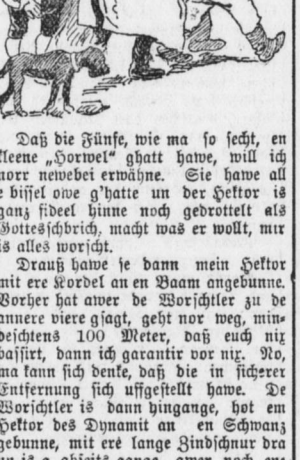 Daß die Fünfe, wie ma so secht, en
kleene „Horwel“ ghatt hawe, will ich
norr newebei erwähne. Sie hawe all
e bissel owe g'hatte un der Hektor is
ganz fideel hinne noch gedrottelt als
Gottesschbrich, macht was er wollt, mir
is alles worscht.
Drauß hawe se dann mein Hektor
mit ere Kordel an en Baam angebunne.
Vorher hat awer de Worschtler zu de
annere viere gsagt, geht nor weg, min-
deschtens 100 Meter, daß euch nix
bassirt, dann ich garantir vor nix. No,
ma kann sich denke, daß die in sicherer
Entfernung sich uffgestellt hawe. De
Worschtler is dann hingange, hot em
Hektor des Dynamit an en Schwanz
gebunne, mit ere lange Zindschnur dra